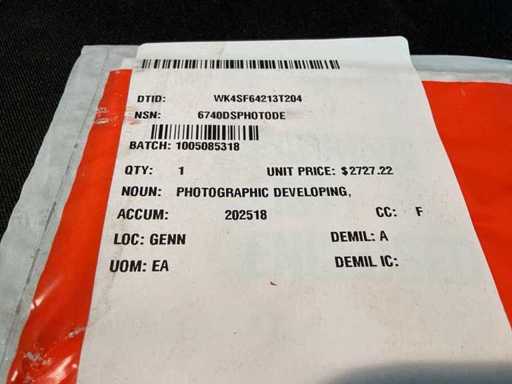 DTID: WK4SF64213T204
NSN: 6740DSPHOTODE
BATCH: 1005085318
QTY: 1 UNIT PRICE: $2727.22
NOUN: PHOTOGRAPHIC DEVELOPING,
ACCUM: 202518 CC: F
LOC: GENN DEMIL: A
UOM: EA DEMIL IC: